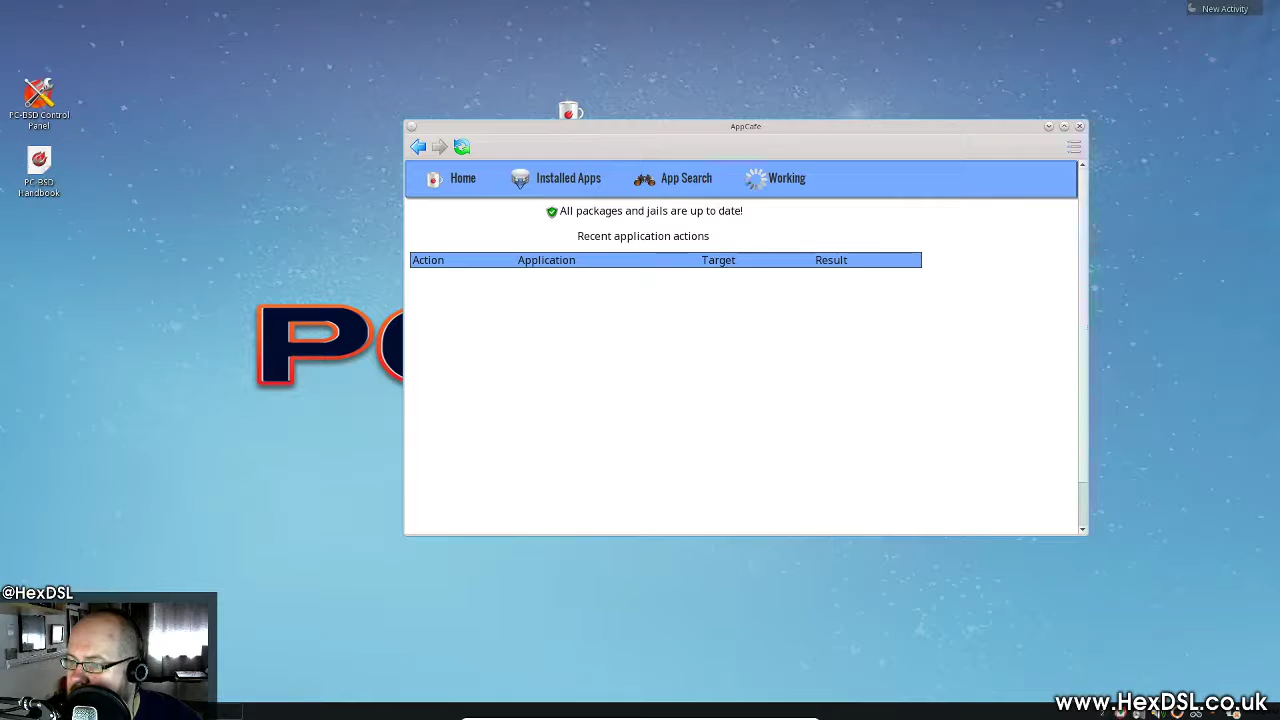 New Activity
PC-BSD Control
Panel
PC-BSD
Handbook
AppCafe
Home Installed Apps App Search Working
All packages and jails are up to date!
Recent application actions
Action Application Target Result
@HexDSL
www.HexDSL.co.uk